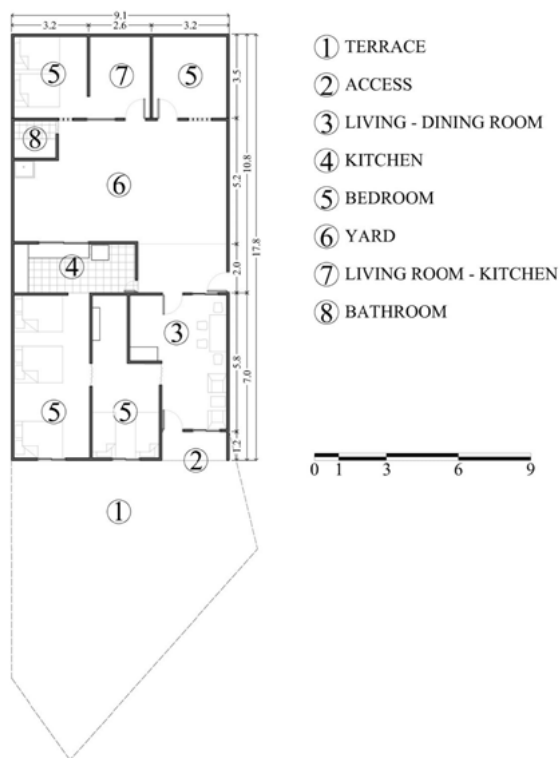 9.1
3.2 2.6 3.2
5 7 5
3.5
8
10.8
6
5.2
17.8
4
2.0
3
5.8
7.0
5 5
2
1.2
1
1 TERRACE
2 ACCESS
3 LIVING - DINING ROOM
4 KITCHEN
5 BEDROOM
6 YARD
7 LIVING ROOM - KITCHEN
8 BATHROOM
0 1 3 6 9